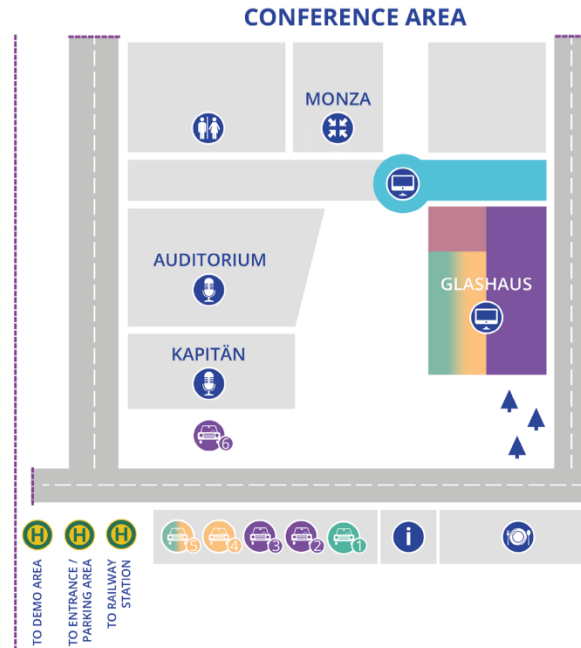 CONFERENCE AREA
MONZA
AUDITORIUM
GLASHAUS
KAPITÄN
6
5
4
3
2
1
i
H
H
H
TO DEMO AREA
TO ENTRANCE /
PARKING AREA
TO RAILWAY
STATION